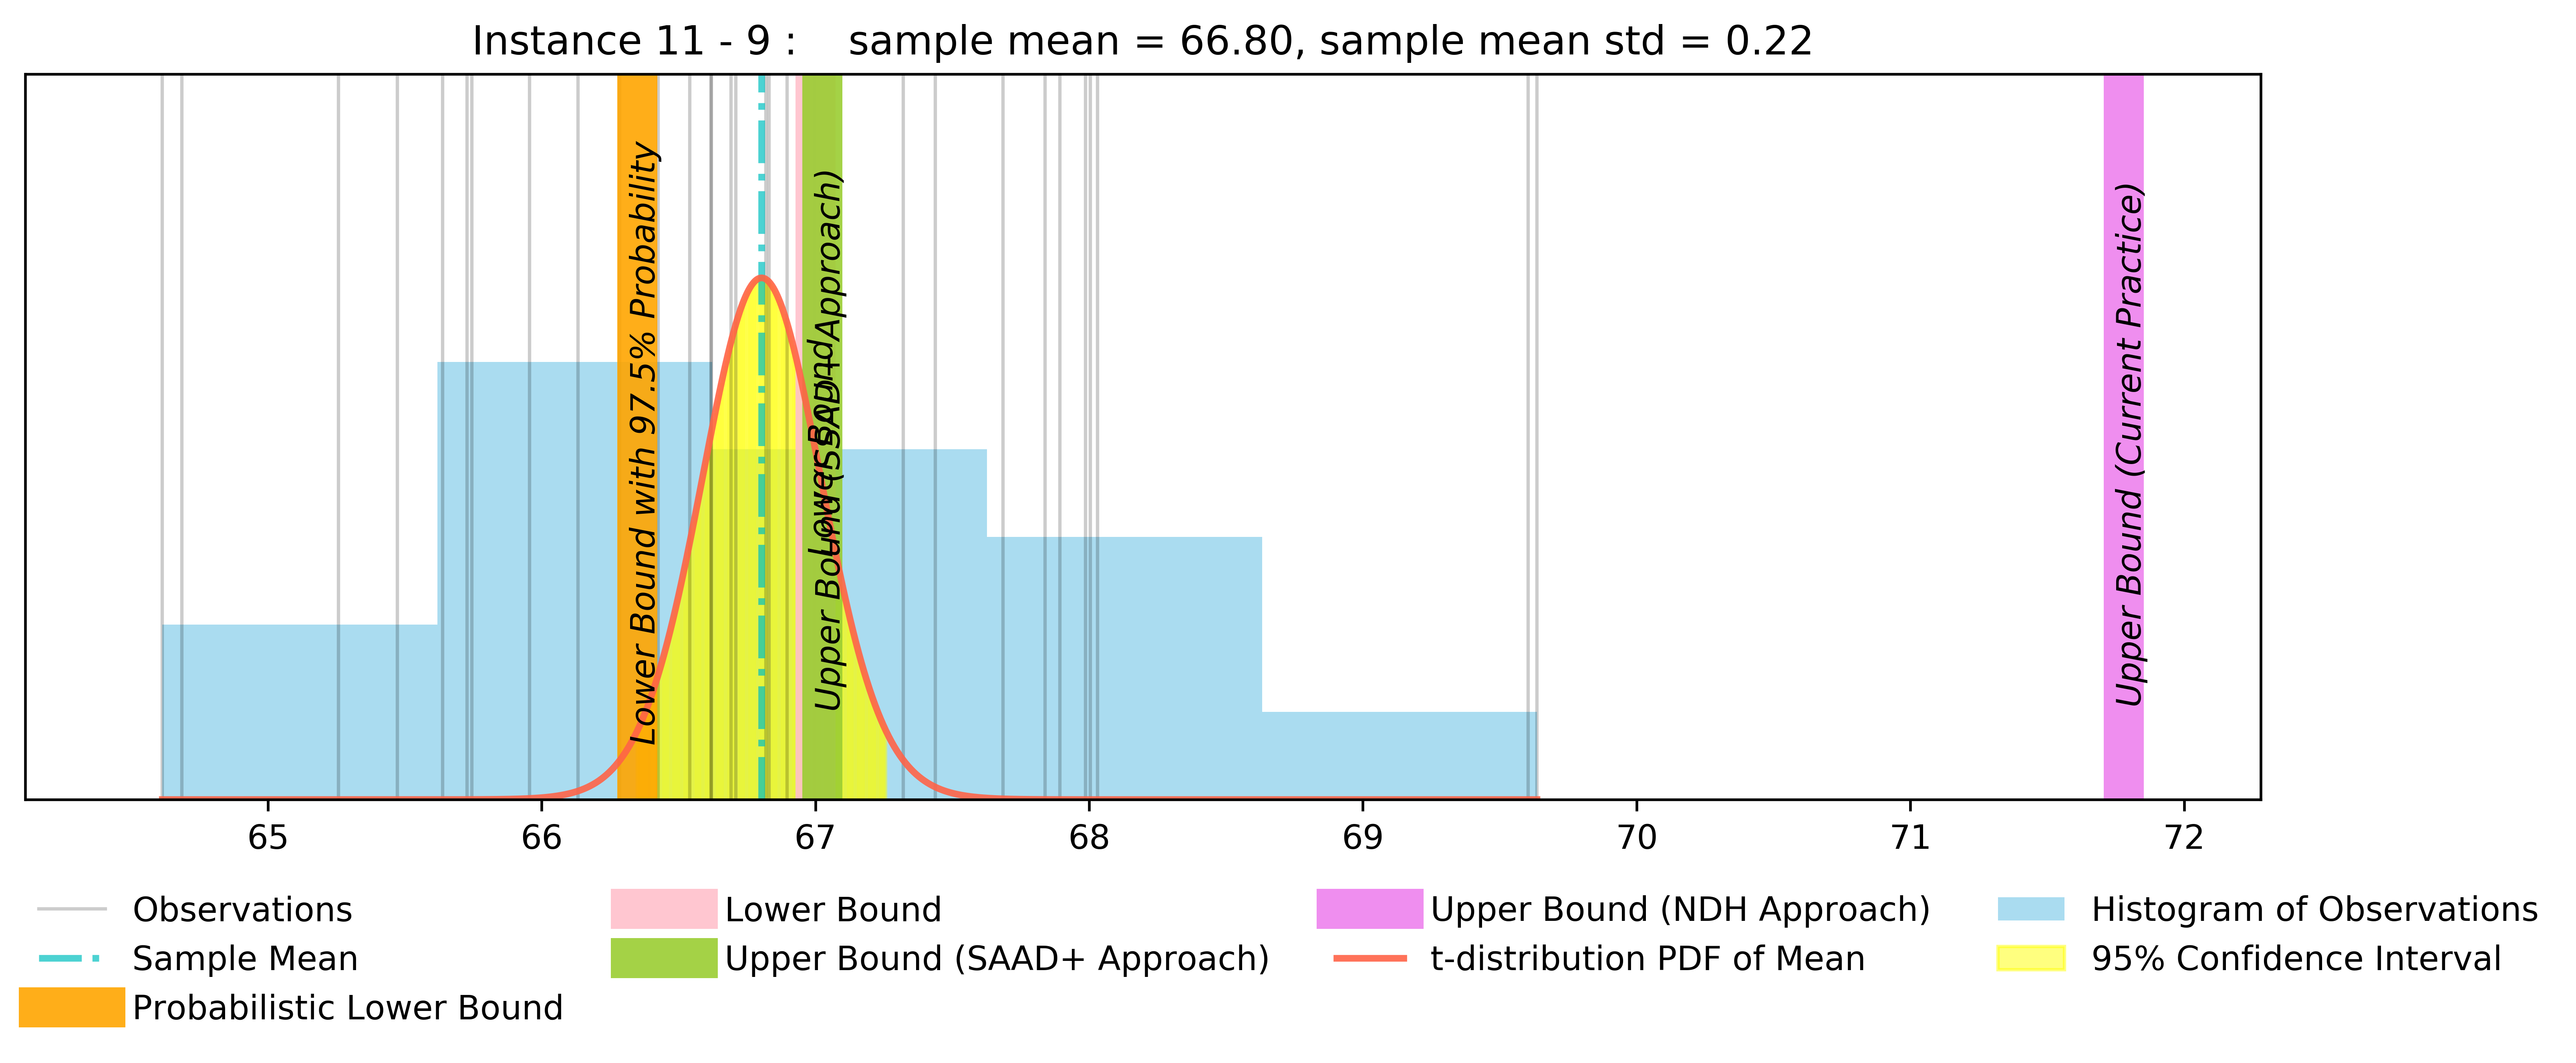 Instance 11 - 9 : sample mean = 66.80, sample mean std = 0.22
Lower Bound with 97.5% Probability
Lower Bound
Upper Bound (SAAD+ Approach)
Upper Bound (Current Practice)
65 66 67 68 69 70 71 72
Observations
Sample Mean
Probabilistic Lower Bound
Lower Bound
Upper Bound (SAAD+ Approach)
Upper Bound (NDH Approach)
t-distribution PDF of Mean
Histogram of Observations
95% Confidence Interval